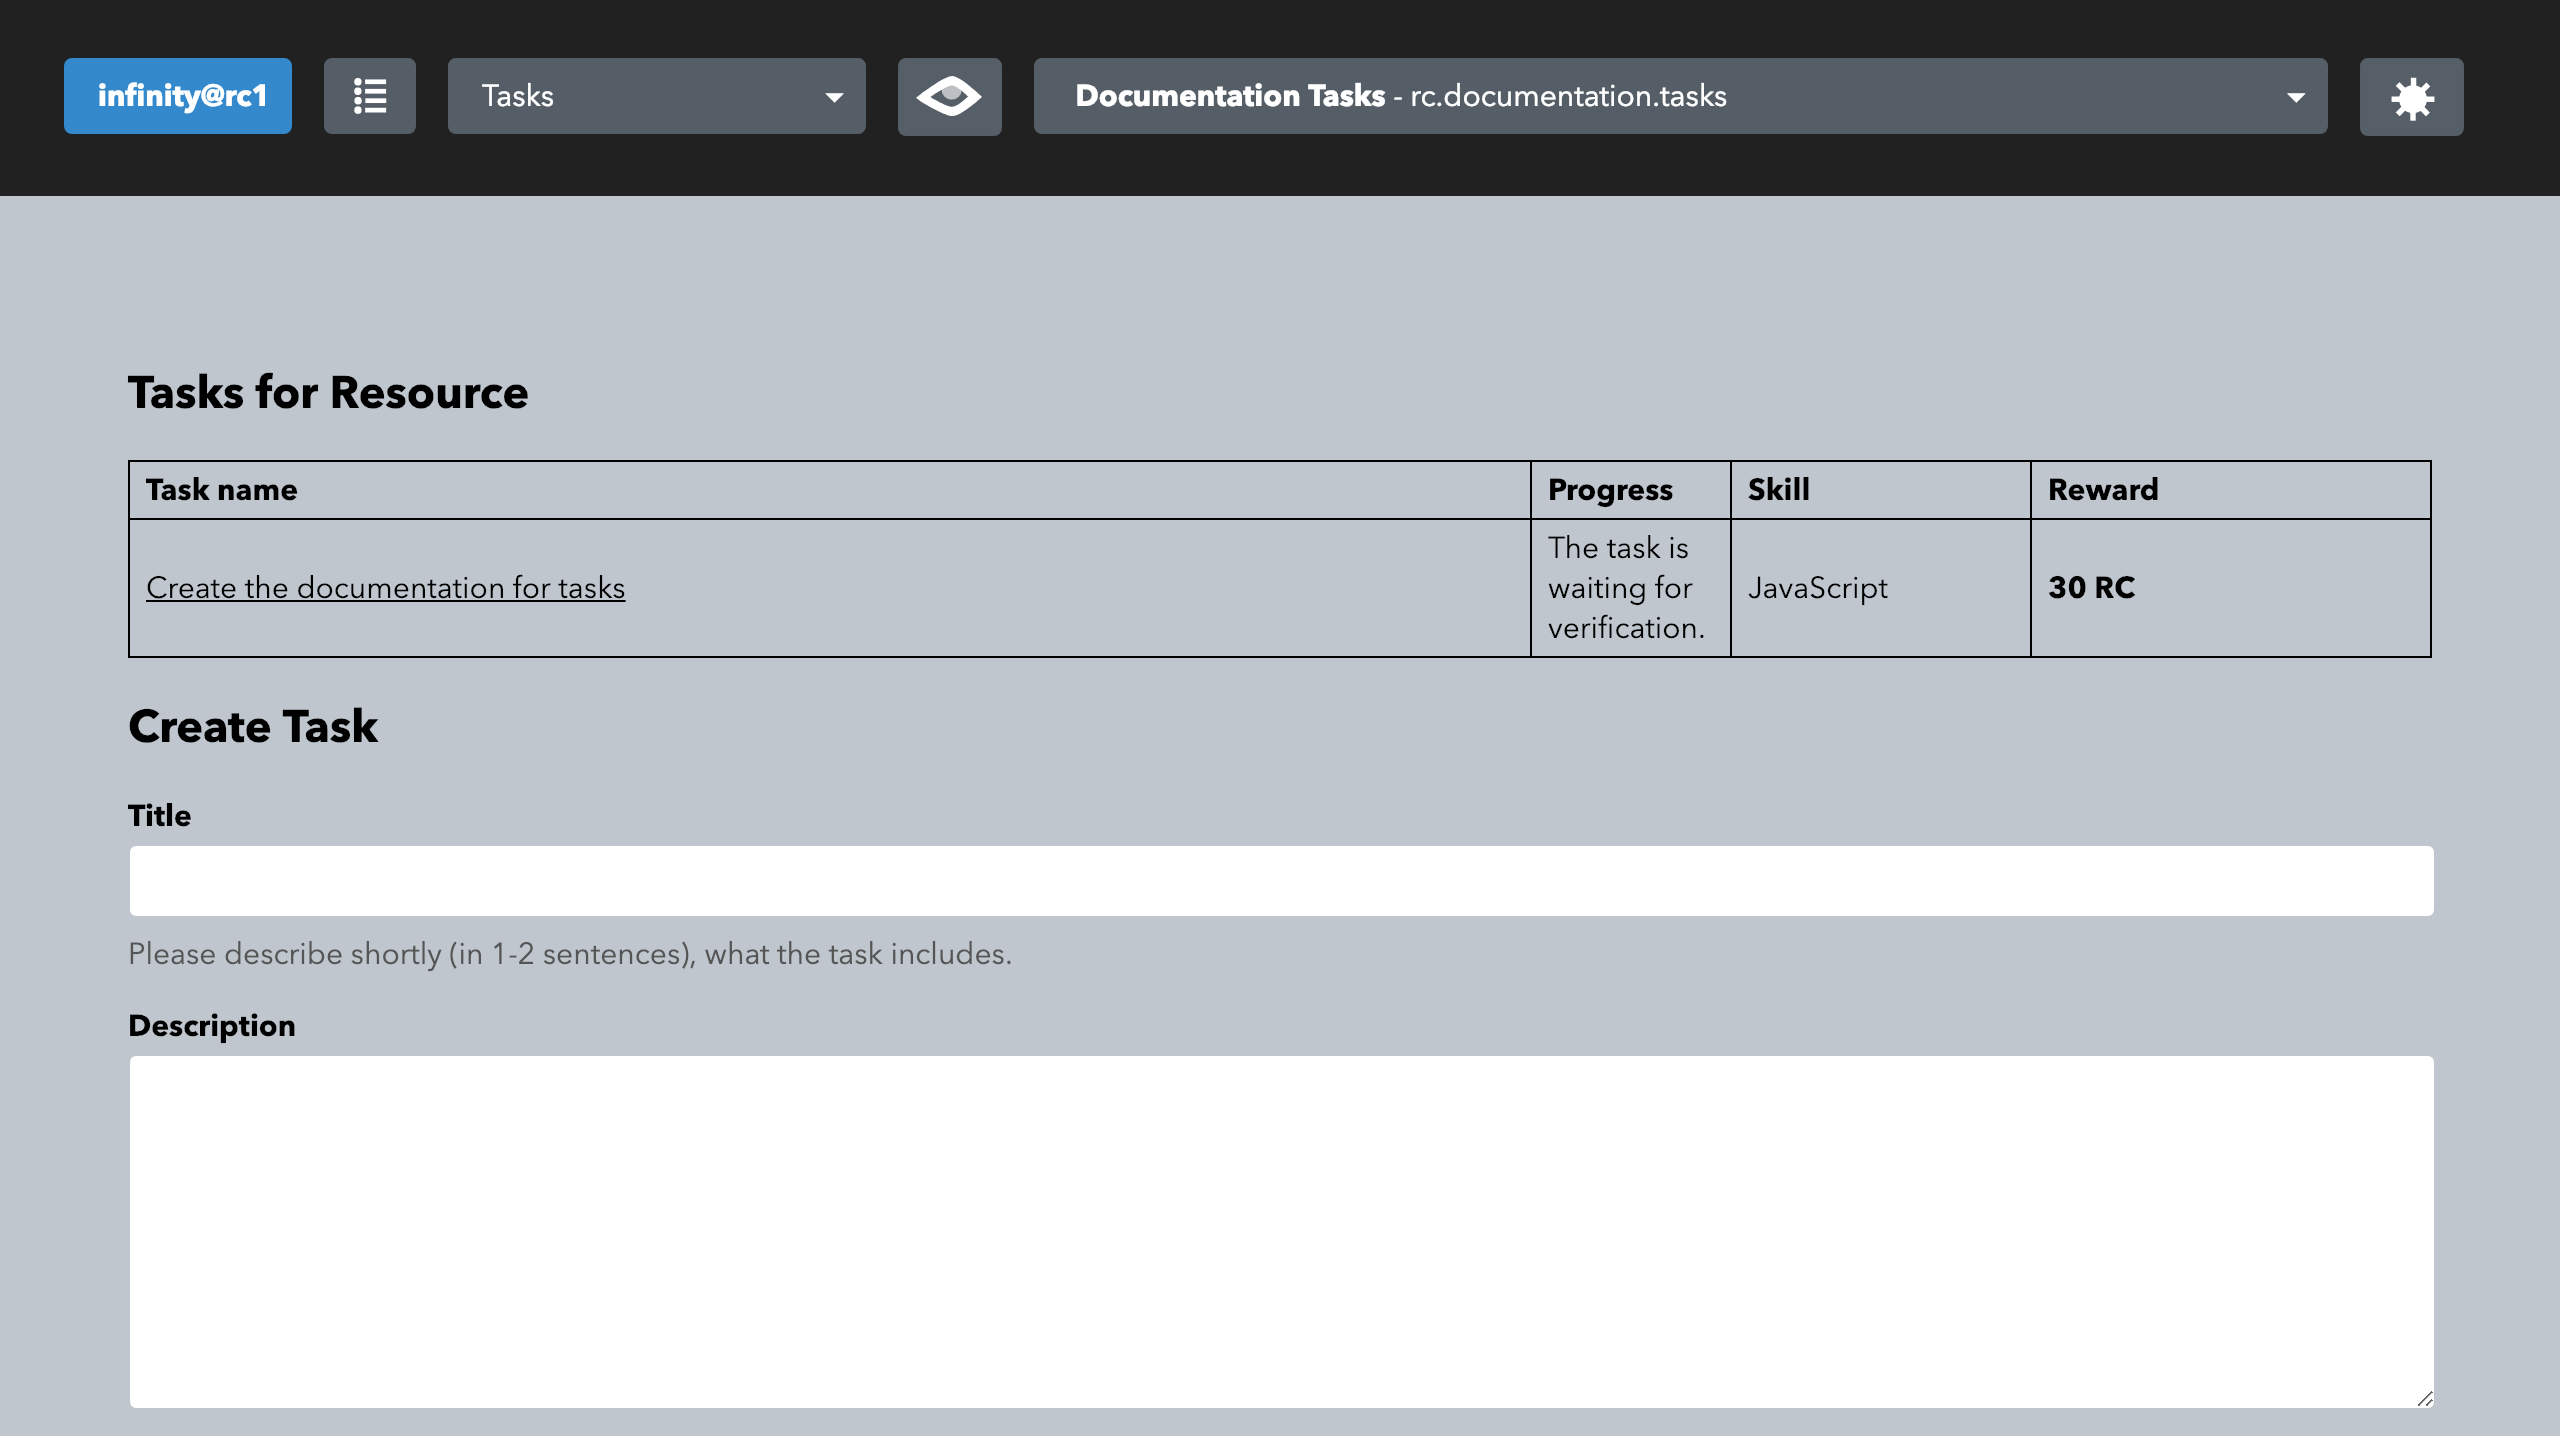 infinity@rc1
Tasks
Documentation Tasks - rc.documentation.tasks
Tasks for Resource
Task name Progress Skill Reward
Create the documentation for tasks
The task is
waiting for
verification.
JavaScript
30 RC
Create Task
Title
Please describe shortly (in 1-2 sentences), what the task includes.
Description